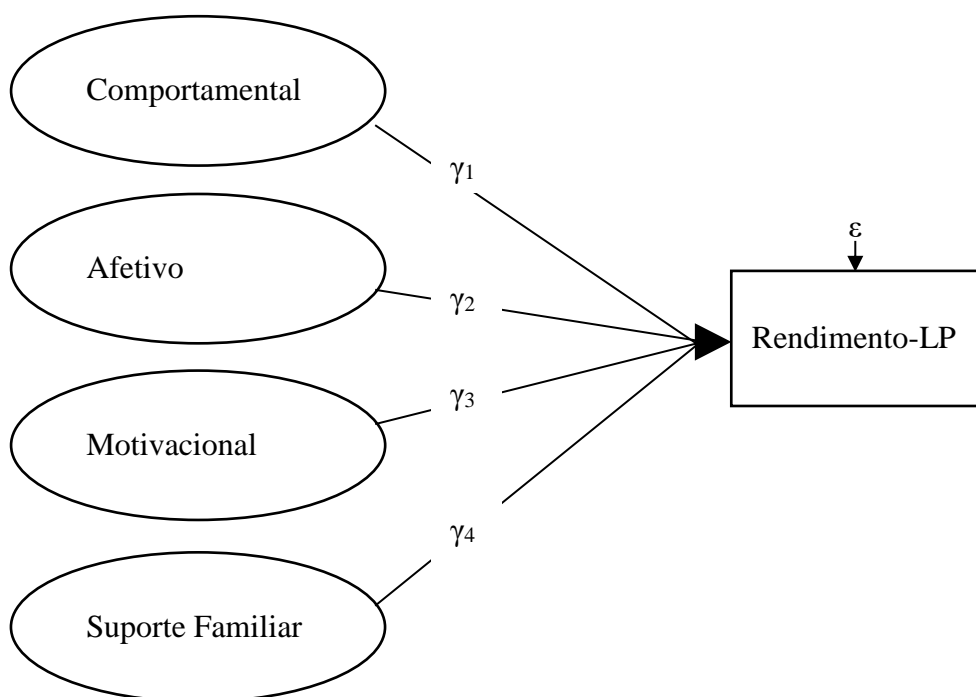 Comportamental
γ1
Afetivo
γ2
ε
Rendimento-LP
γ3
Motivacional
γ4
Suporte Familiar